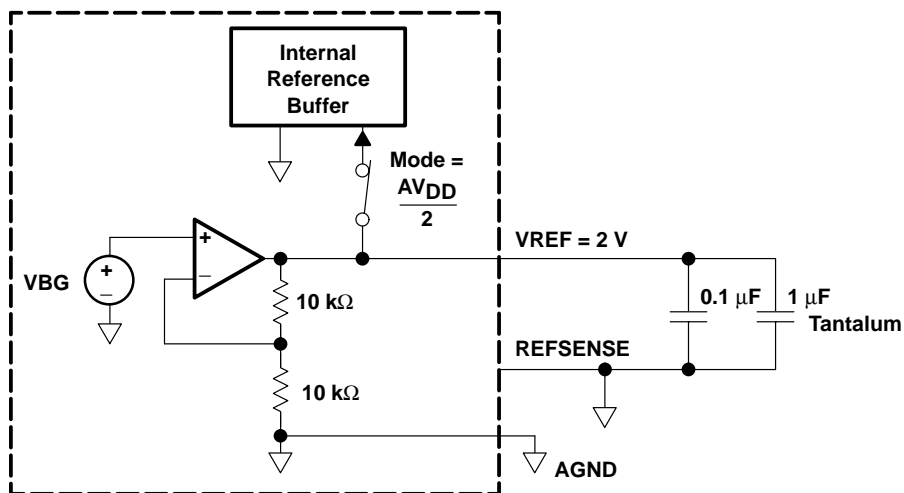 Internal
Reference
Buffer
Mode =
AVDD
2
+
−
VBG
+
−
VREF = 2 V
10 kΩ
0.1 μF
1 μF
Tantalum
REFSENSE
10 kΩ
AGND